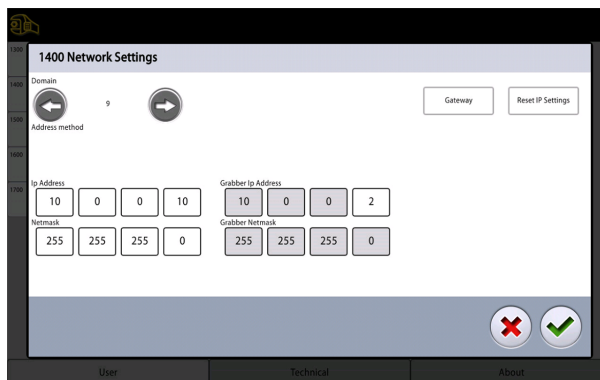 1300
1400 Network Settings
1400
Domain
9
Gateway
Reset IP Settings
1500
Address method
1600
1700
Ip Address
Grabber Ip Address
10 0 0 10
10 0 0 2
Netmask
Grabber Netmask
255 255 255 0
255 255 255 0
User
Technical
About